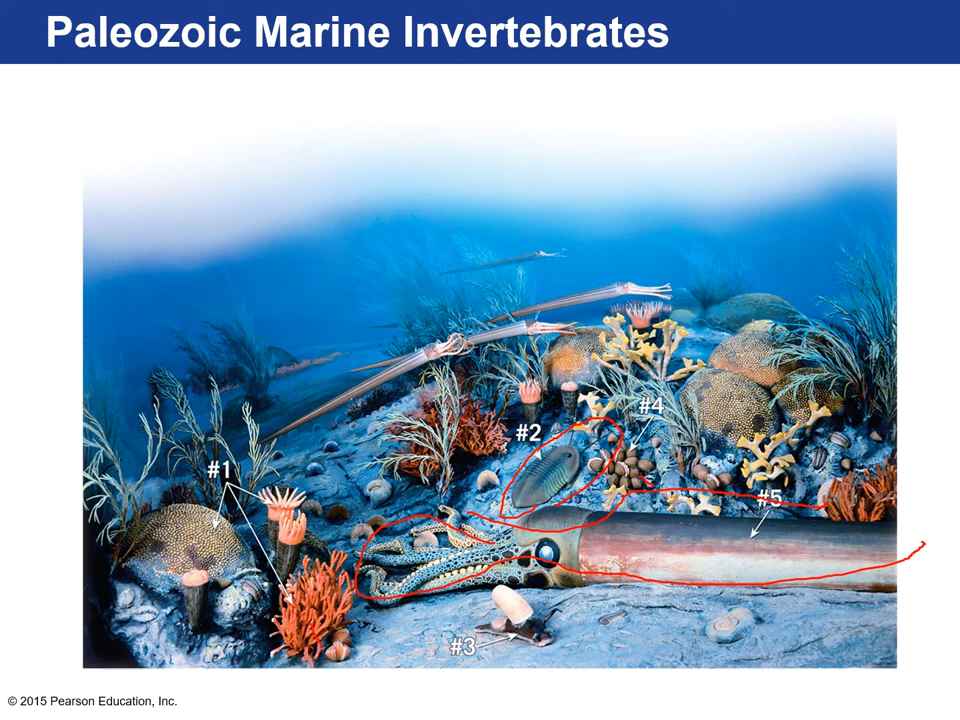 Paleozoic Marine Invertebrates
#4
#2
#1
#5
#3
© 2015 Pearson Education, Inc.